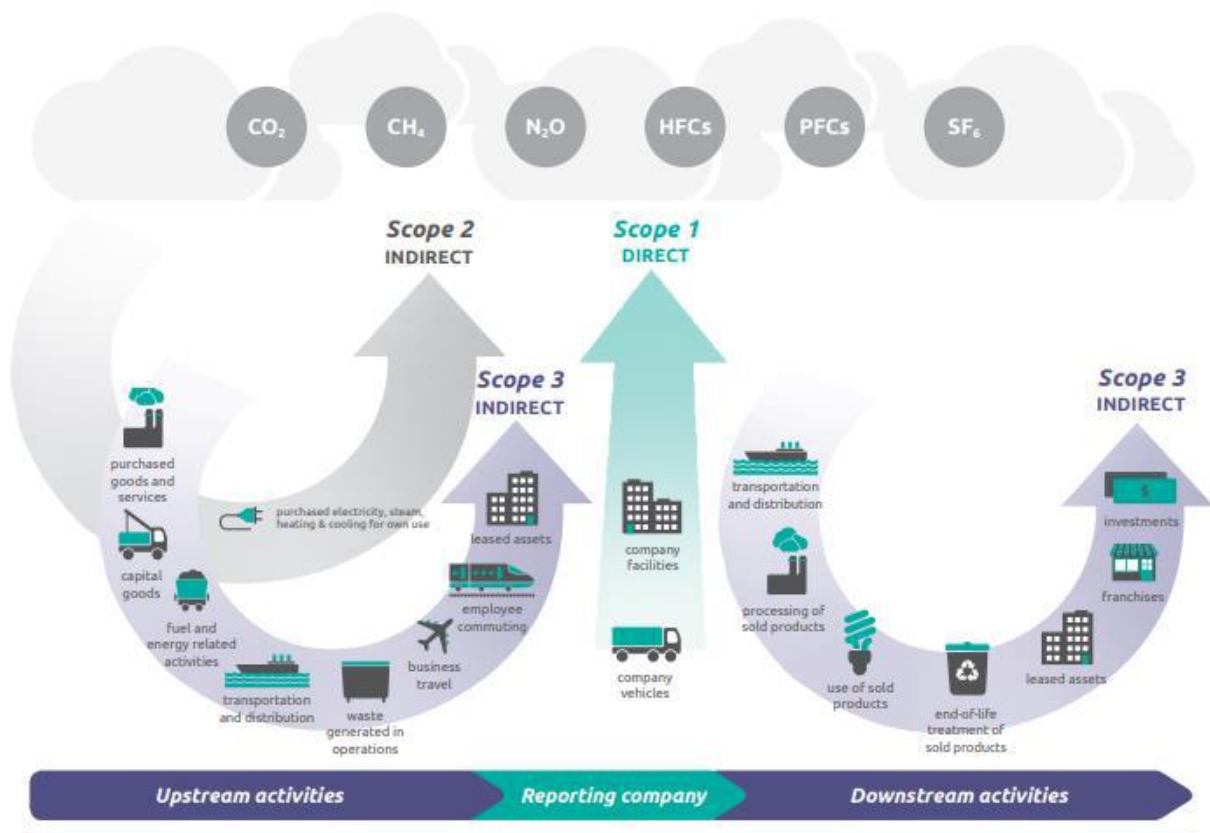 CO₂
CH₄
N₂O
HFCs
PFCs
SF₆
Scope 2
INDIRECT
Scope 1
DIRECT
Scope 3
INDIRECT
Scope 3
INDIRECT
purchased
goods and
services
capital
goods
fuel and
energy related
activities
transportation
and distribution
waste
generated in
operations
business
travel
employee
commuting
leased assets
purchased electricity, steam,
heating & cooling for own use
company
facilities
company
vehicles
transportation
and distribution
processing of
sold products
use of sold
products
end-of-life
treatment of
sold products
leased assets
franchises
investments
$
Upstream activities
Reporting company
Downstream activities